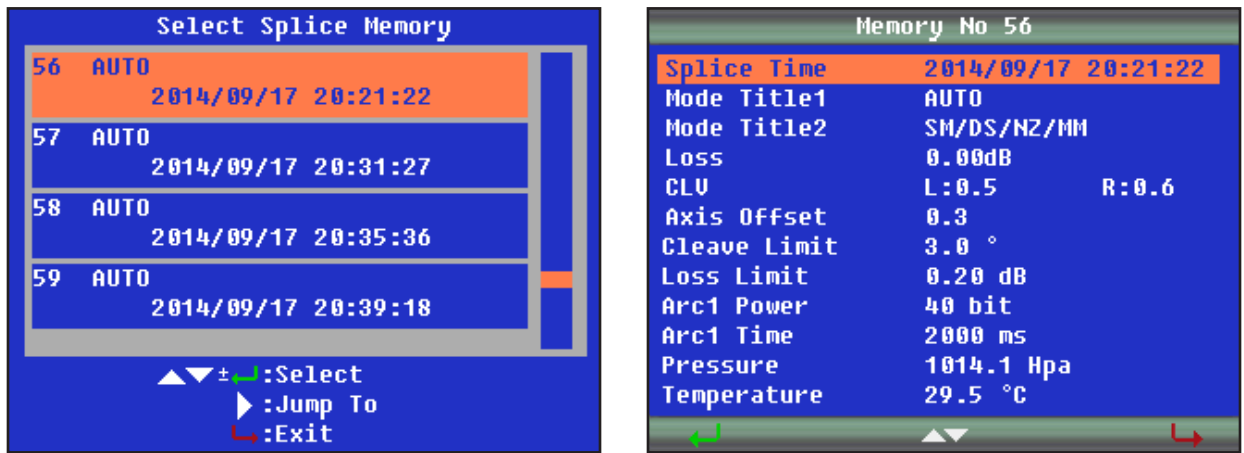 Select Splice Memory
56 AUTO
2014/09/17 20:21:22
57 AUTO
2014/09/17 20:31:27
58 AUTO
2014/09/17 20:35:36
59 AUTO
2014/09/17 20:39:18
±:Select
:Jump To
:Exit
Memory No 56
Splice Time 2014/09/17 20:21:22
Mode Title1 AUTO
Mode Title2 SM/DS/NZ/MM
Loss 0.00dB
CLV L:0.5 R:0.6
Axis Offset 0.3
Cleave Limit 3.0 °
Loss Limit 0.20 dB
Arc1 Power 40 bit
Arc1 Time 2000 ms
Pressure 1014.1 Hpa
Temperature 29.5 °C